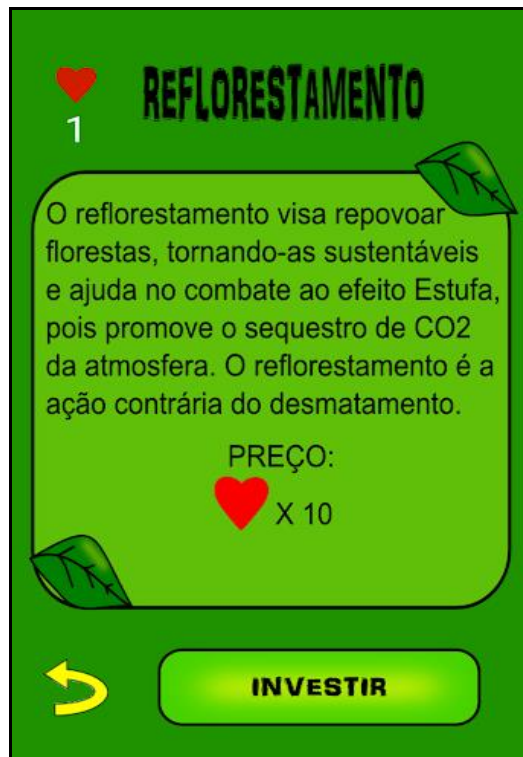 REFLORESTAMENTO
1
O reflorestamento visa repovoar
florestas, tornando-as sustentáveis
e ajuda no combate ao efeito Estufa,
pois promove o sequestro de CO2
da atmosfera. O reflorestamento é a
ação contrária do desmatamento.
PREÇO:
X 10
INVESTIR